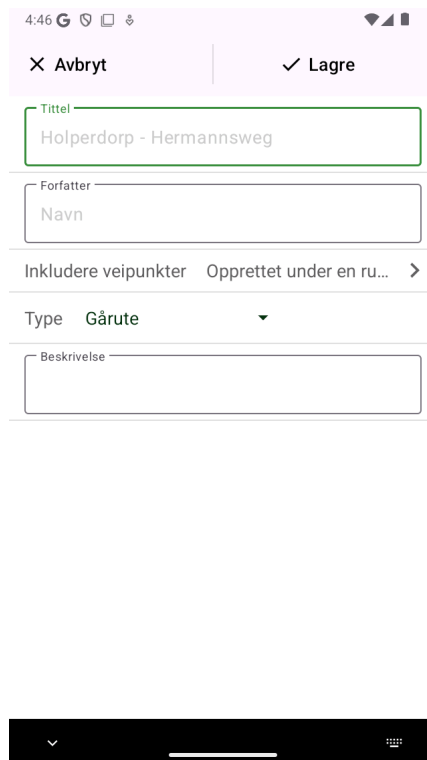 4:46
Avbryt
Lagre
Tittel
Holperdorp - Hermannsweg
Forfatter
Navn
Inkludere veipunkter Opprettet under en ru...
Type Gårute
Beskrivelse